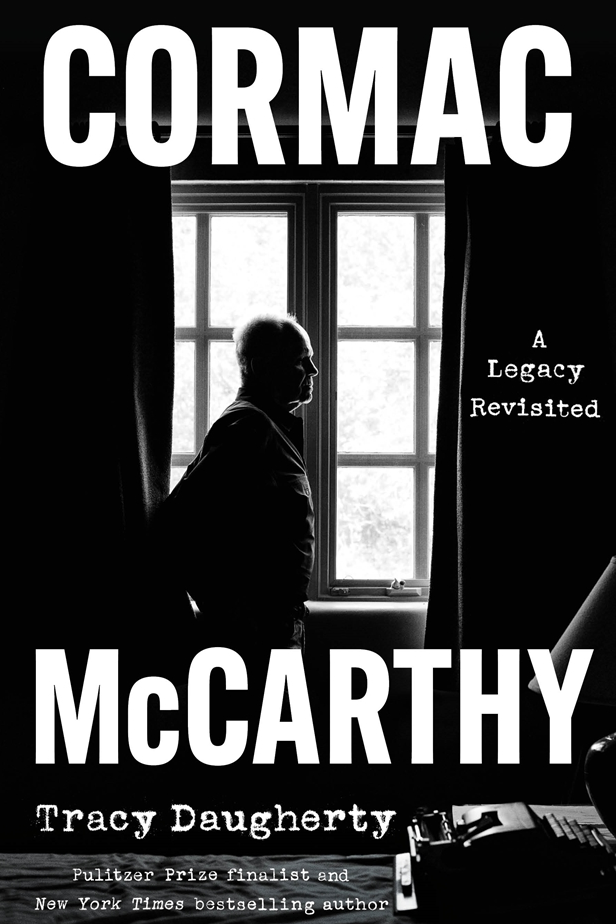 CORMAC
A
Legacy
Revisited
McCARTHY
Tracy Daugherty
Pulitzer Prize finalist and
New York Times bestselling author